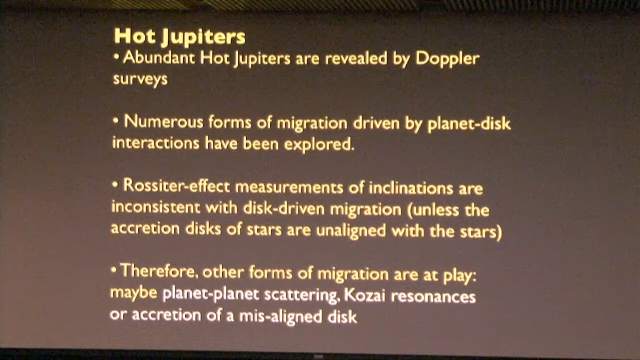 Hot Jupiters
• Abundant Hot Jupiters are revealed by Doppler
surveys
• Numerous forms of migration driven by planet-disk
interactions have been explored.
• Rossiter-effect measurements of inclinations are
inconsistent with disk-driven migration (unless the
accretion disks of stars are unaligned with the stars)
• Therefore, other forms of migration are at play:
maybe planet-planet scattering, Kozai resonances
or accretion of a mis-aligned disk